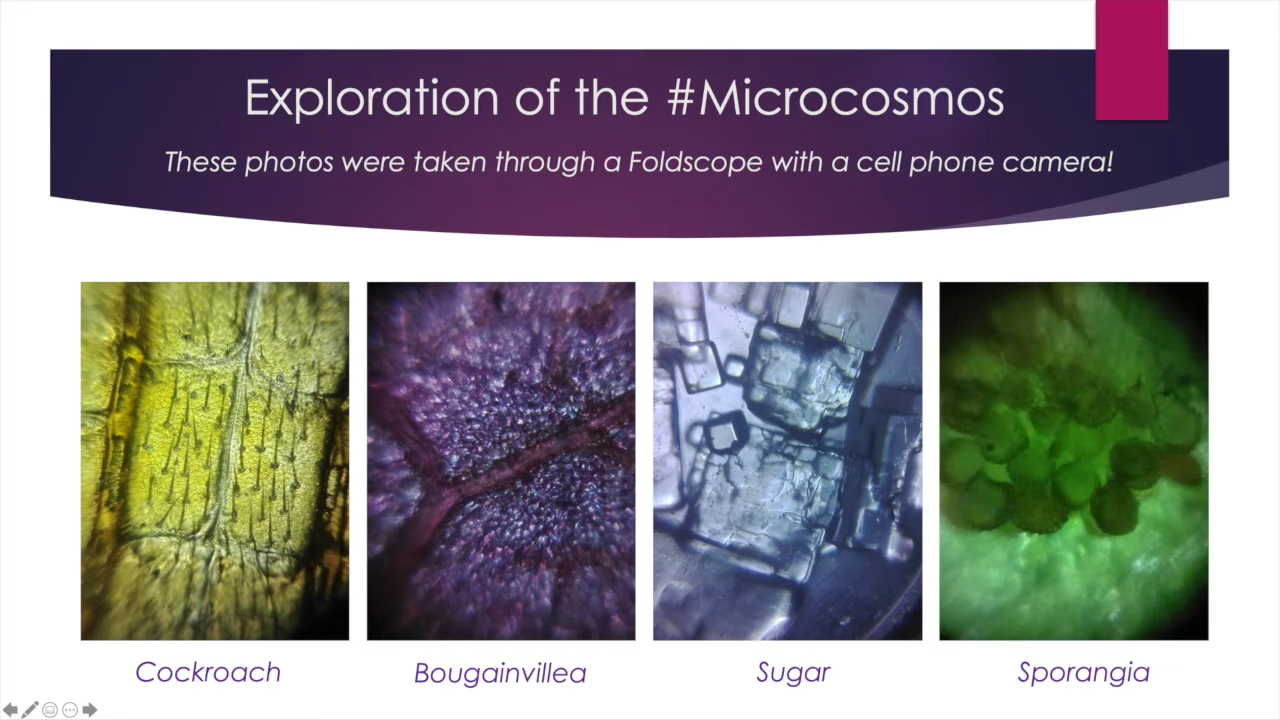 Exploration of the #Microcosmos
These photos were taken through a Foldscope with a cell phone camera!
Cockroach
Bougainvillea
Sugar
Sporangia